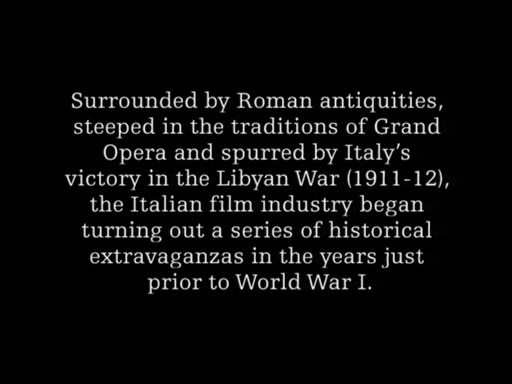 Surrounded by Roman antiquities,
steeped in the traditions of Grand
Opera and spurred by Italy's
victory in the Libyan War (1911-12),
the Italian film industry began
turning out a series of historical
extravaganzas in the years just
prior to World War I.